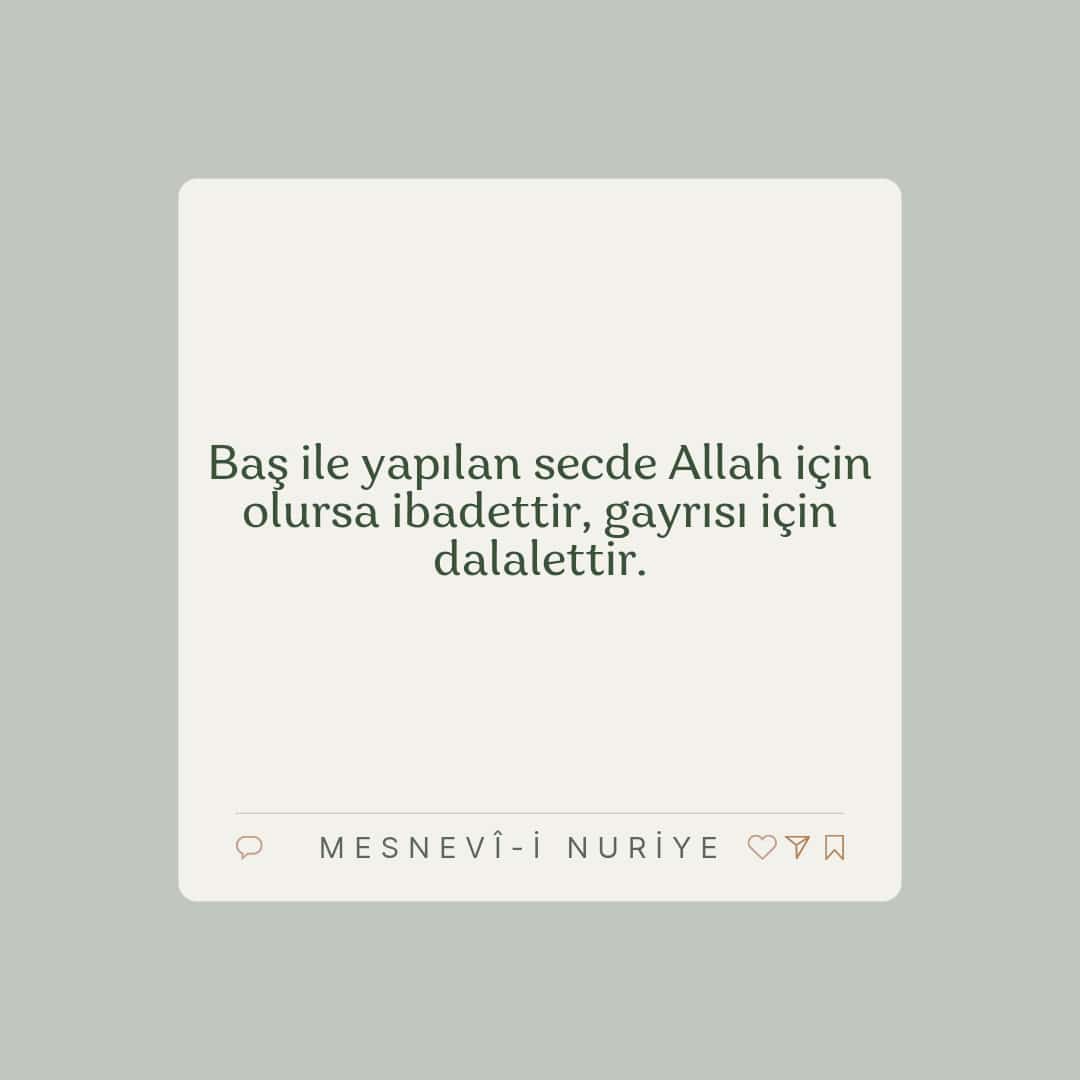 Baş ile yapılan secde Allah için
olursa ibadettir, gayrısı için
dalalettir.
MESNEVÎ-İ NURİYE